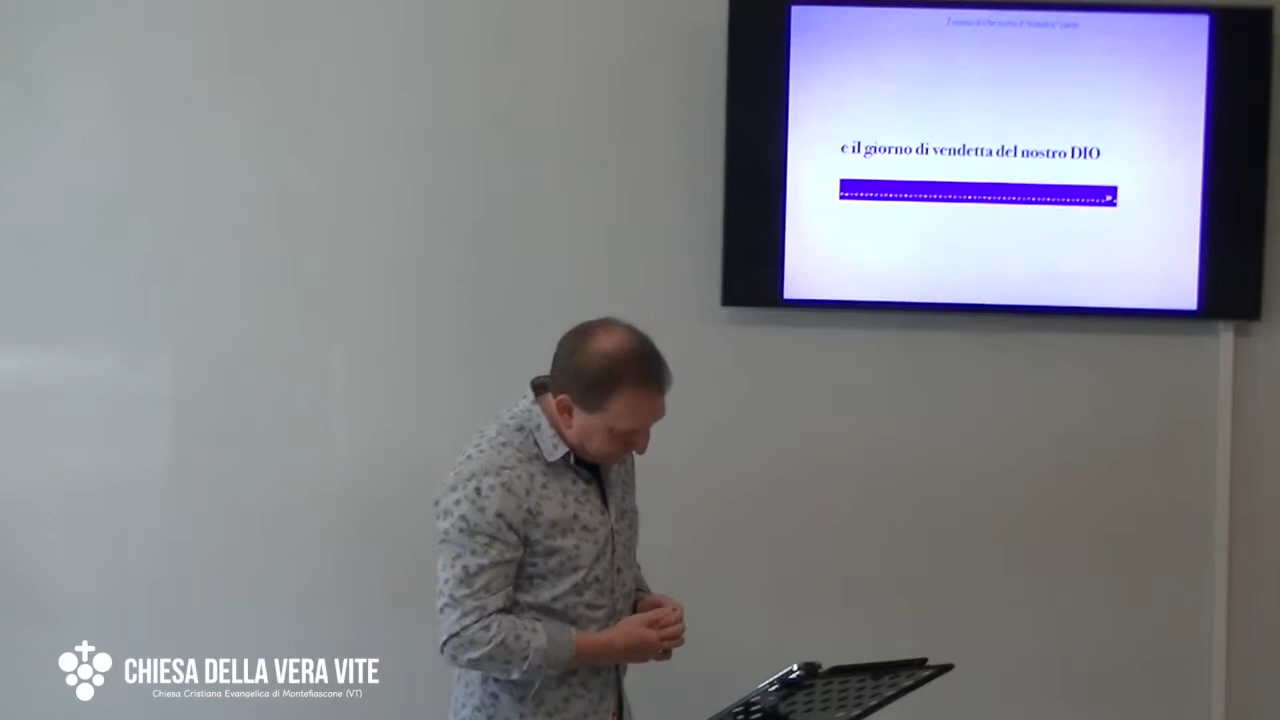 e il giorno di vendetta del nostro DIO
CHIESA DELLA VERA VITE
Chiesa Cristiana Evangelica di Montefiascone (VT)